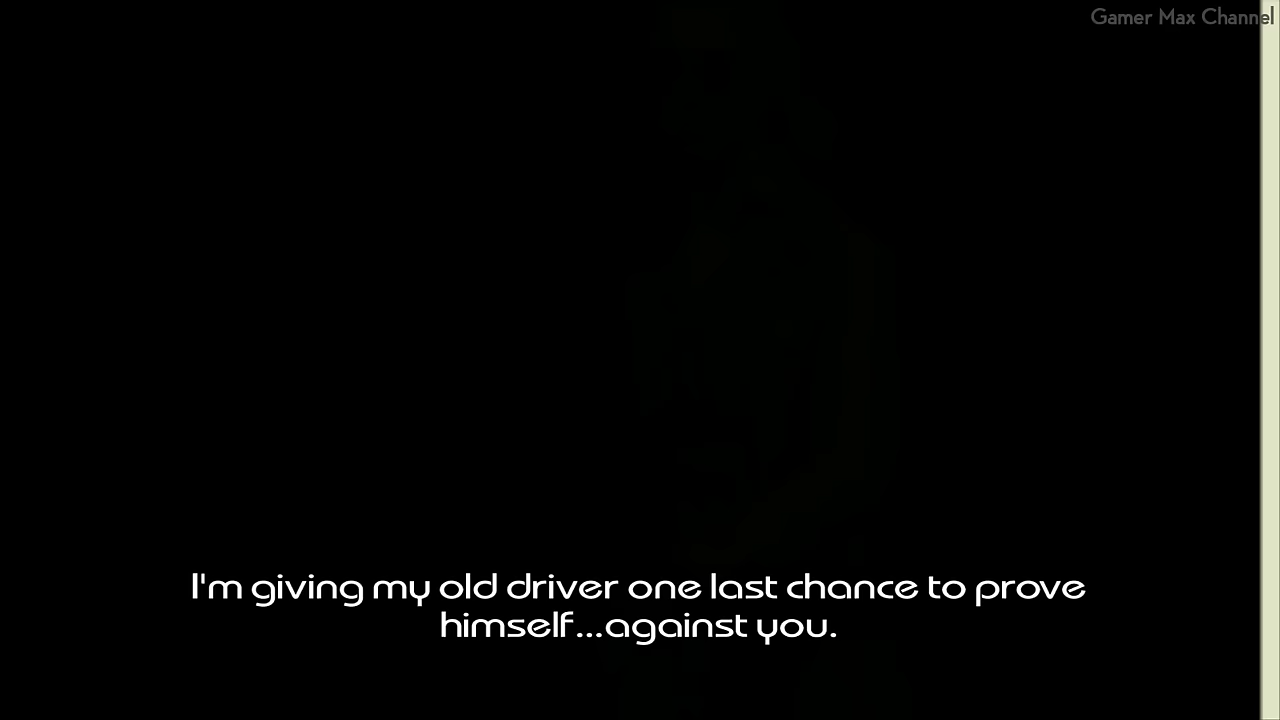 Gamer Max Channel
I'm giving my old driver one last chance to prove
himself...against you.